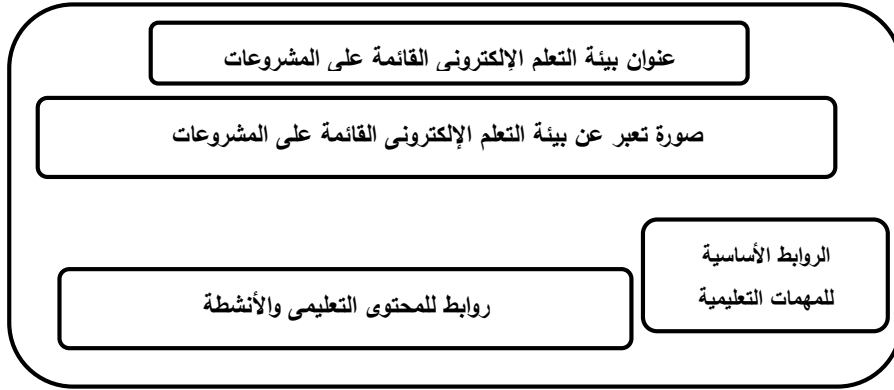 عنوان بيئة التعلم الإلكترونى القائمة على المشروعات
صورة تعبر عن بيئة التعلم الإلكترونى القائمة على المشروعات
الروابط الأساسية
للمهمات التعليمية
روابط للمحتوى التعليمى والأنشطة